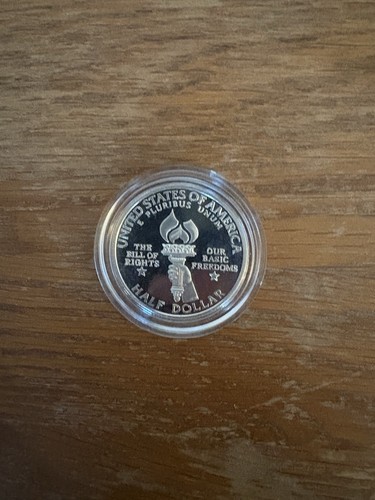 UNITED STATES OF AMERICA
E PLURIBUS UNUM
THE
BILL OF
RIGHTS
OUR
BASIC
FREEDOMS
HALF DOLLAR